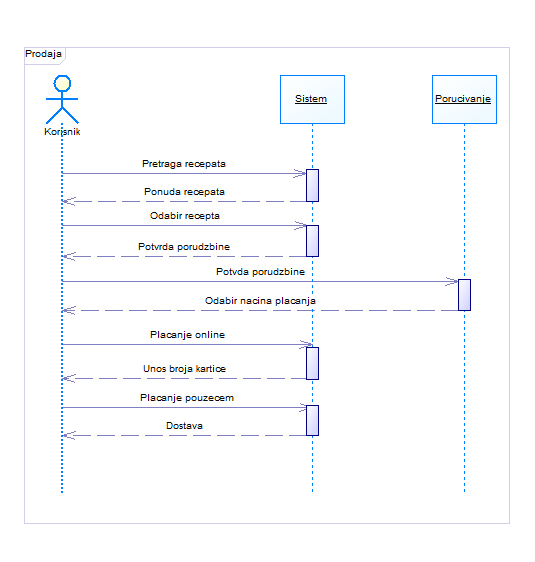 Prodaja
Korisnik
Sistem
Porucivanje
Pretraga recepata
Ponuda recepata
Odabir recepta
Potvrda porudzbine
Potvda porudzbine
Odabir nacina placanja
Placanje online
Unos broja kartice
Placanje pouzecem
Dostava